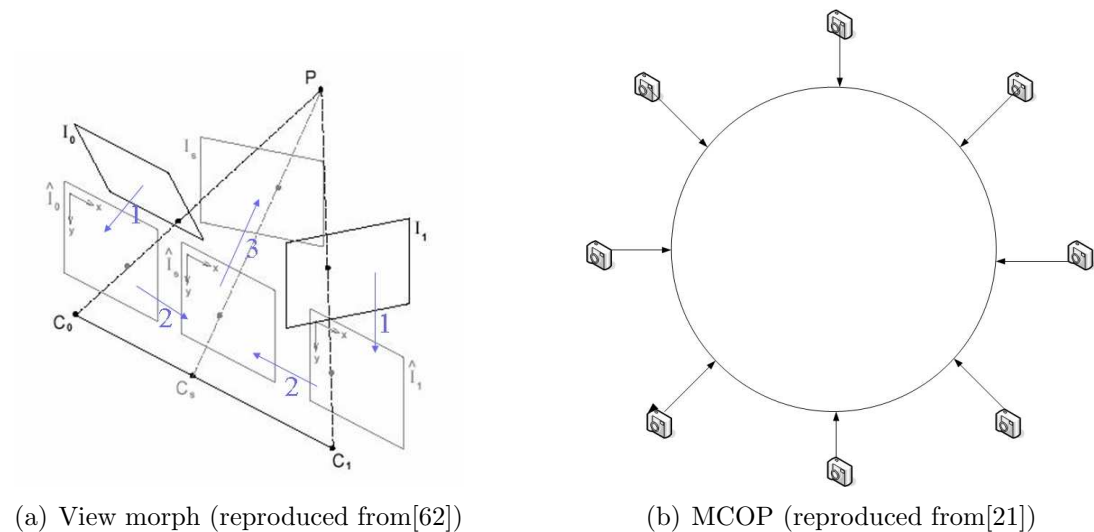 P
I₀
Iₛ
Î₀
x
y
1
I₁
3
Îₛ
x
y
1
2
C₀
x
y
2
Î₁
Cₛ
C₁
(a) View morph (reproduced from[62])
(b) MCOP (reproduced from[21])